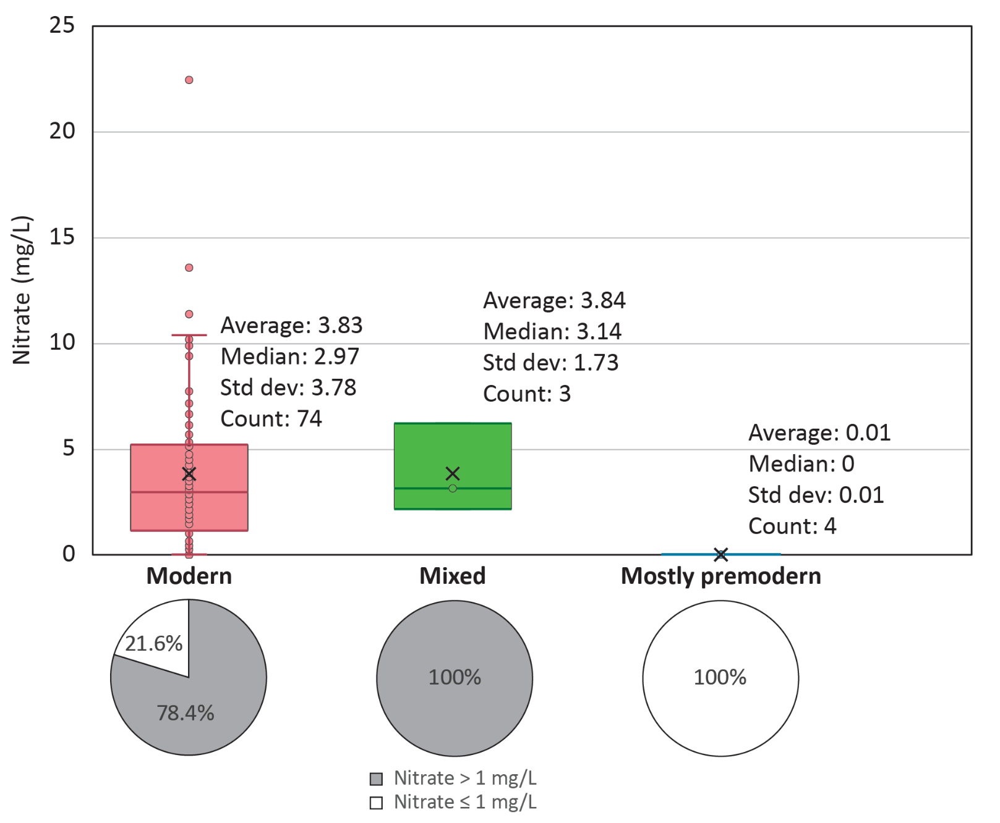 25
20
15
10
5
0
Nitrate (mg/L)
Average: 3.83
Median: 2.97
Std dev: 3.78
Count: 74
Average: 3.84
Median: 3.14
Std dev: 1.73
Count: 3
Average: 0.01
Median: 0
Std dev: 0.01
Count: 4
Modern
Mixed
Mostly premodern
21.6%
78.4%
100%
100%
Nitrate > 1 mg/L
Nitrate ≤ 1 mg/L